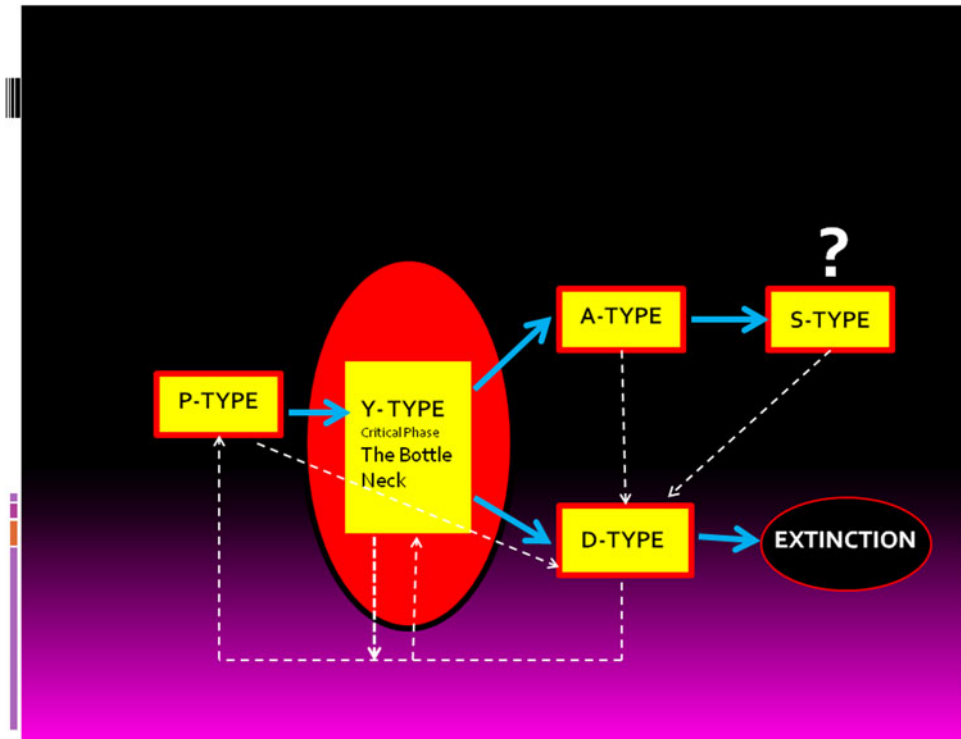 ?
A-TYPE
S-TYPE
P-TYPE
Y- TYPE
Critical Phase
The Bottle
Neck
D-TYPE
EXTINCTION